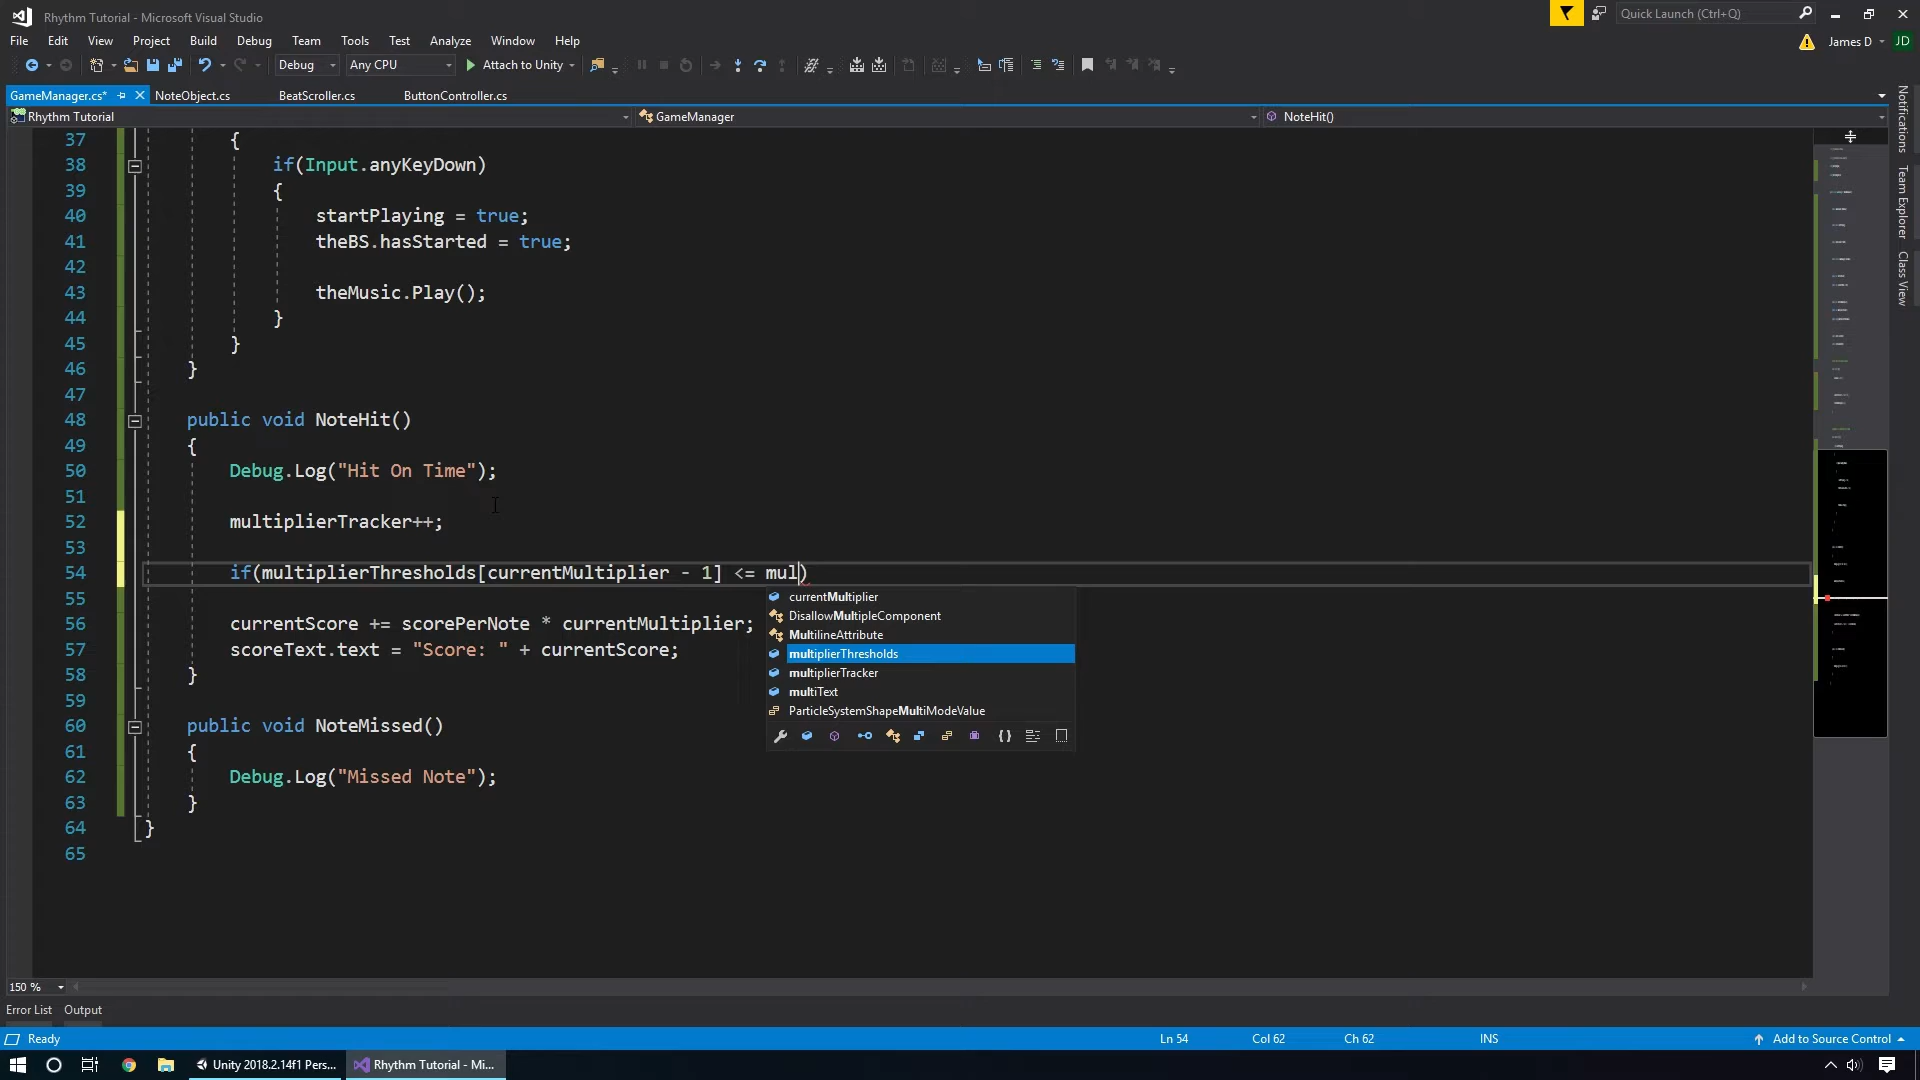 Rhythm Tutorial - Microsoft Visual Studio
Quick Launch (Ctrl+Q)
File Edit View Project Build Debug Team Tools Test Analyze Window Help
James D JD
Debug Any CPU Attach to Unity
GameManager.cs* NoteObject.cs BeatScroller.cs ButtonController.cs
Rhythm Tutorial GameManager NoteHit()
37 {
38 if(Input.anyKeyDown)
39 {
40 startPlaying = true;
41 theBS.hasStarted = true;
42
43 theMusic.Play();
44 }
45 }
46 }
47
48 public void NoteHit()
49 {
50 Debug.Log("Hit On Time");
51
52 multiplierTracker++;
53
54 if(multiplierThresholds[currentMultiplier - 1] <= mul)
55
56 currentScore += scorePerNote * currentMultiplier;
57 scoreText.text = "Score: " + currentScore;
58 }
59
60 public void NoteMissed()
61 {
62 Debug.Log("Missed Note");
63 }
64 }
65
currentMultiplier
DisallowMultipleComponent
MultilineAttribute
multiplierThresholds
multiplierTracker
multiText
ParticleSystemShapeMultiModeValue
Notifications
Team Explorer
Class View
150 %
Error List Output
Ready Ln 54 Col 62 Ch 62 INS Add to Source Control
Unity 2018.2.14f1 Pers... Rhythm Tutorial - Mi...